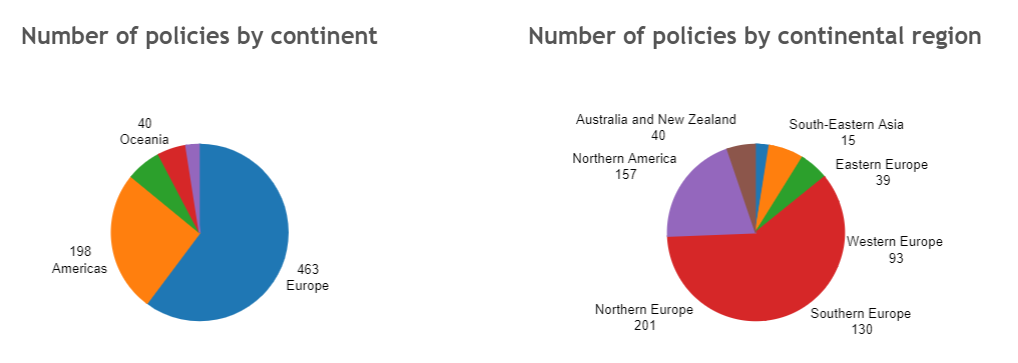 Number of policies by continent
40
Oceania
198
Americas
463
Europe
Number of policies by continental region
Australia and New Zealand
40
South-Eastern Asia
15
Northern America
157
Eastern Europe
39
Western Europe
93
Northern Europe
201
Southern Europe
130